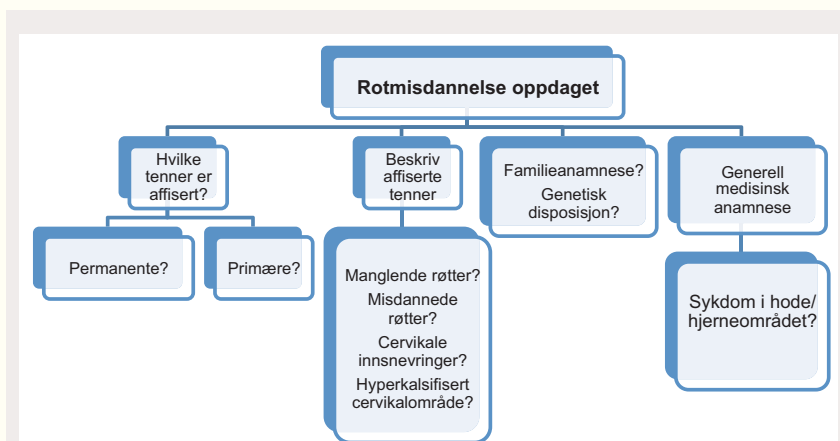 Rotmisdannelse oppdaget
Hvilke
tenner er
affisert?
Permanente?
Primære?
Beskriv
affiserte
tenner
Manglende røtter?
Misdannede
røtter?
Cervikale
innsnevringer?
Hyperkalsifisert
cervikalområde?
Familieanamnese?
Genetisk
disposisjon?
Generell
medisinsk
anamnese
Sykdom i hode/
hjerneområdet?